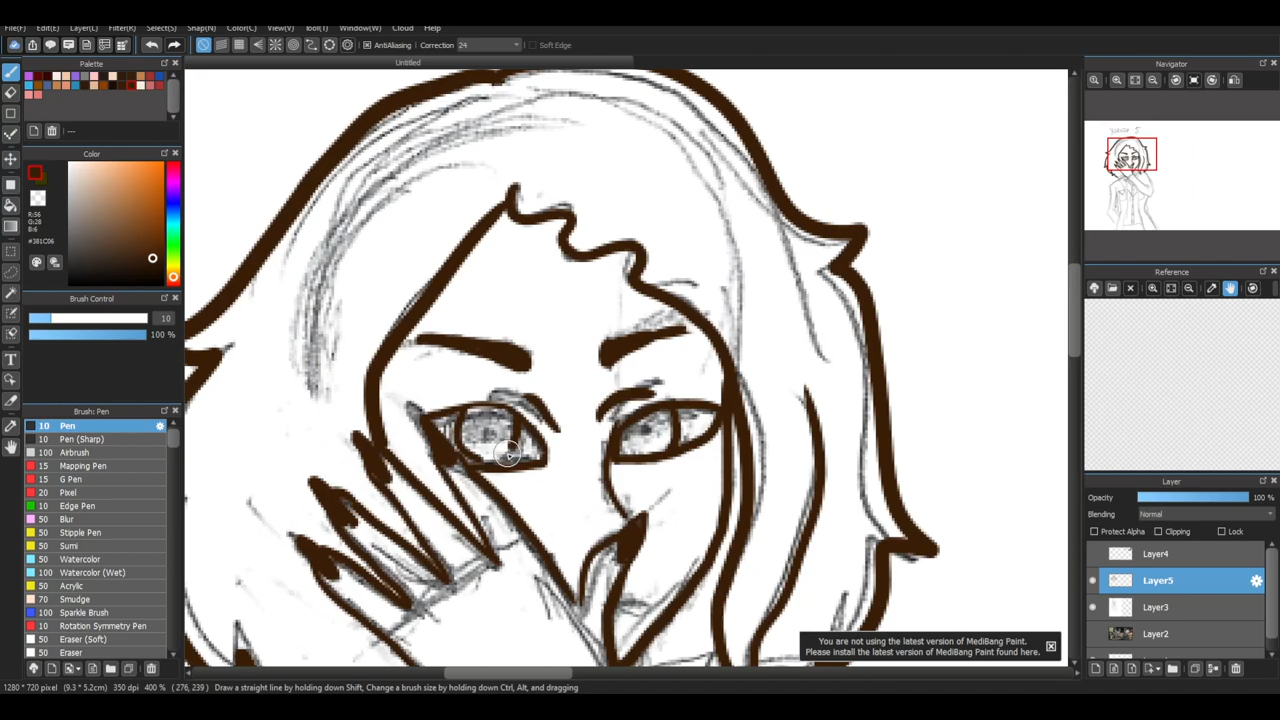 File(F) Edit(E) Layer(L) Filter(R) Select(S) Snap(N) Color(C) View(V) Tool(T) Window(W) Cloud Help
AntiAliasing Correction 24 Soft Edge
Palette
Untitled
Navigator
---
Color
R:56
G:28
B:6
#381C06
Brush Control
10
100 %
Reference
Brush: Pen
10 Pen
10 Pen (Sharp)
100 Airbrush
15 Mapping Pen
15 G Pen
20 Pixel
10 Edge Pen
50 Blur
50 Stipple Pen
50 Sumi
50 Watercolor
100 Watercolor (Wet)
50 Acrylic
70 Smudge
100 Sparkle Brush
10 Rotation Symmetry Pen
50 Eraser (Soft)
50 Eraser
Layer
Opacity 100 %
Blending Normal
Protect Alpha Clipping Lock
Layer4
Layer5
Layer3
Layer2
You are not using the latest version of MediBang Paint.
Please install the latest version of MediBang Paint found here.
1280 * 720 pixel (9.3 * 5.2cm) 350 dpi 400 % ( 276, 239 ) Draw a straight line by holding down Shift, Change a brush size by holding down Ctrl, Alt, and dragging